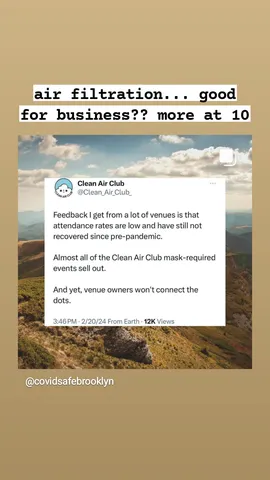 air filtration... good
for business?? more at 10
Clean Air Club
@Clean_Air_Club_
Feedback I get from a lot of venues is that
attendance rates are low and have still not
recovered since pre-pandemic.
Almost all of the Clean Air Club mask-required
events sell out.
And yet, venue owners won't connect the
dots.
3:46 PM · 2/20/24 From Earth · 12K Views
@covidsafebrooklyn